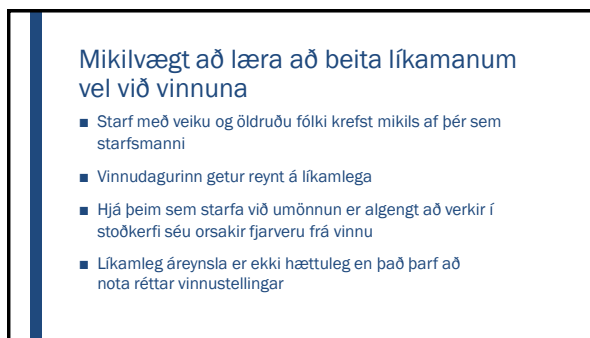 Mikilvægt að læra að beita líkamanum
vel við vinnuna
■ Starf með veiku og öldruðu fólki krefst mikils af þér sem
starfsmanni
■ Vinnudagurinn getur reynt á líkamlega
■ Hjá þeim sem starfa við umönnun er algengt að verkir í
stoðkerfi séu orsakir fjarveru frá vinnu
■ Líkamleg áreynsla er ekki hættuleg en það þarf að
nota réttar vinnustellingar